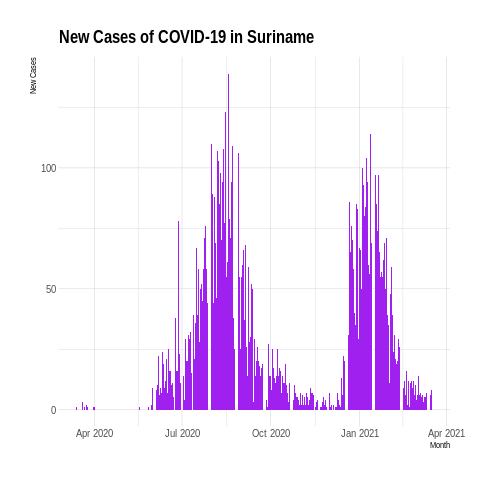 New Cases of COVID-19 in Suriname
New Cases
100
50
0
Apr 2020
Jul 2020
Oct 2020
Jan 2021
Apr 2021
Month